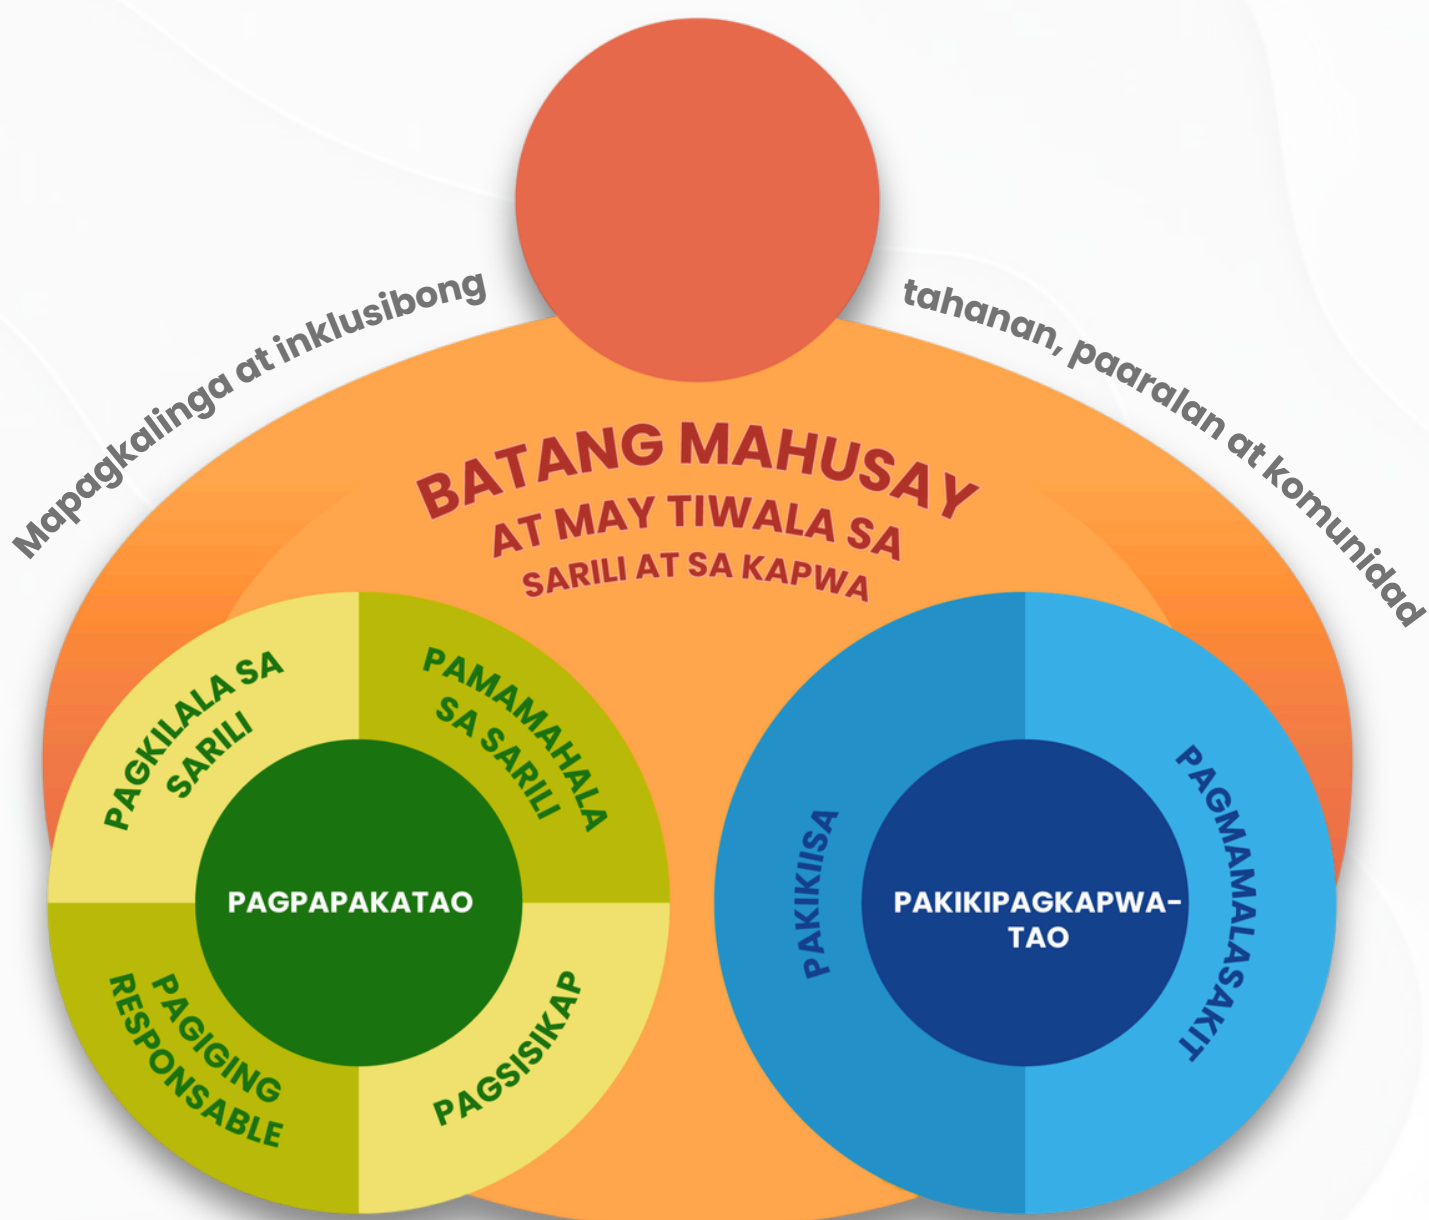 Mapagkalinga at inklusibong
tahanan, paaralan at komunidad
BATANG MAHUSAY
AT MAY TIWALA SA
SARILI AT SA KAPWA
PAGKILALA SA
SARILI
PAMAMAHALA
SA SARILI
PAGPAPAKATAO
PAGIGING
RESPONSABLE
PAGSISIKAP
PAKIKIISA
PAKIKIPAGKAPWA-
TAO
PAGMAMALASAKIT